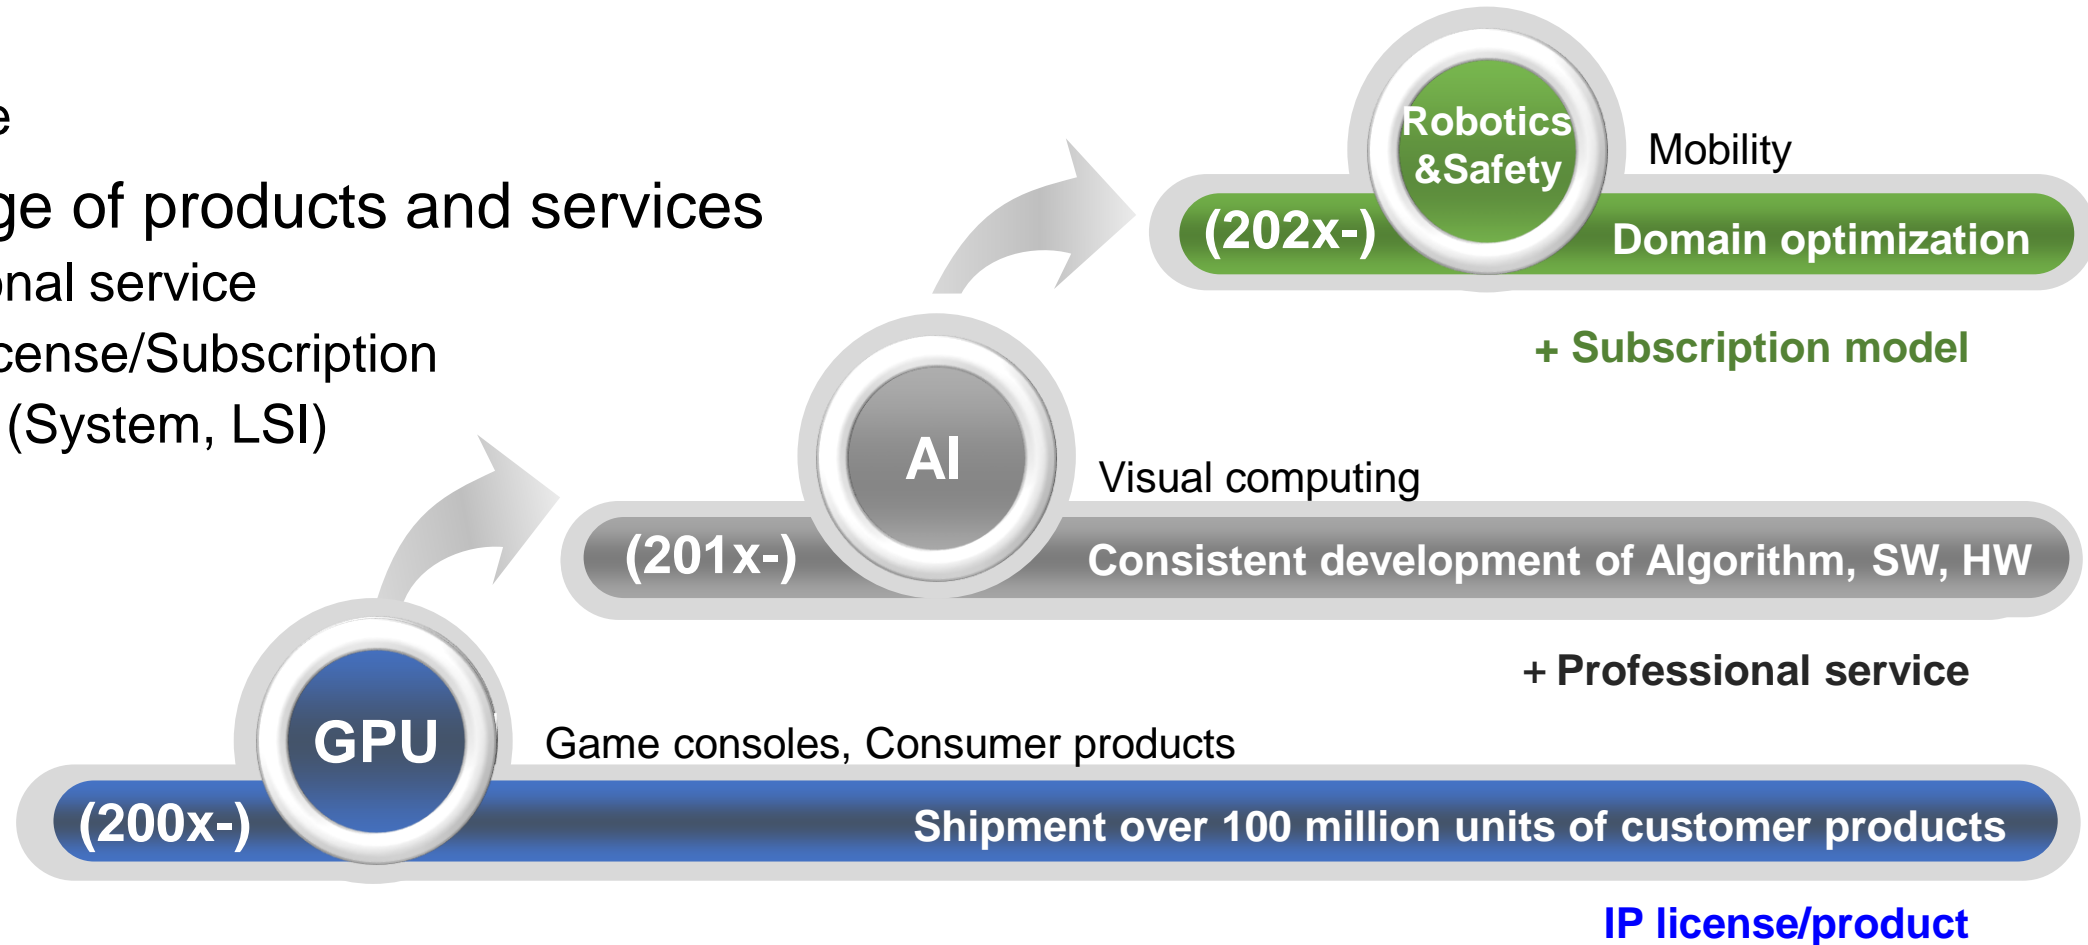 e
ge of products and services
onal service
cense/Subscription
(System, LSI)
Robotics
&Safety
Mobility
(202x-)
Domain optimization
+ Subscription model
AI
Visual computing
(201x-)
Consistent development of Algorithm, SW, HW
+ Professional service
GPU
Game consoles, Consumer products
(200x-)
Shipment over 100 million units of customer products
IP license/product